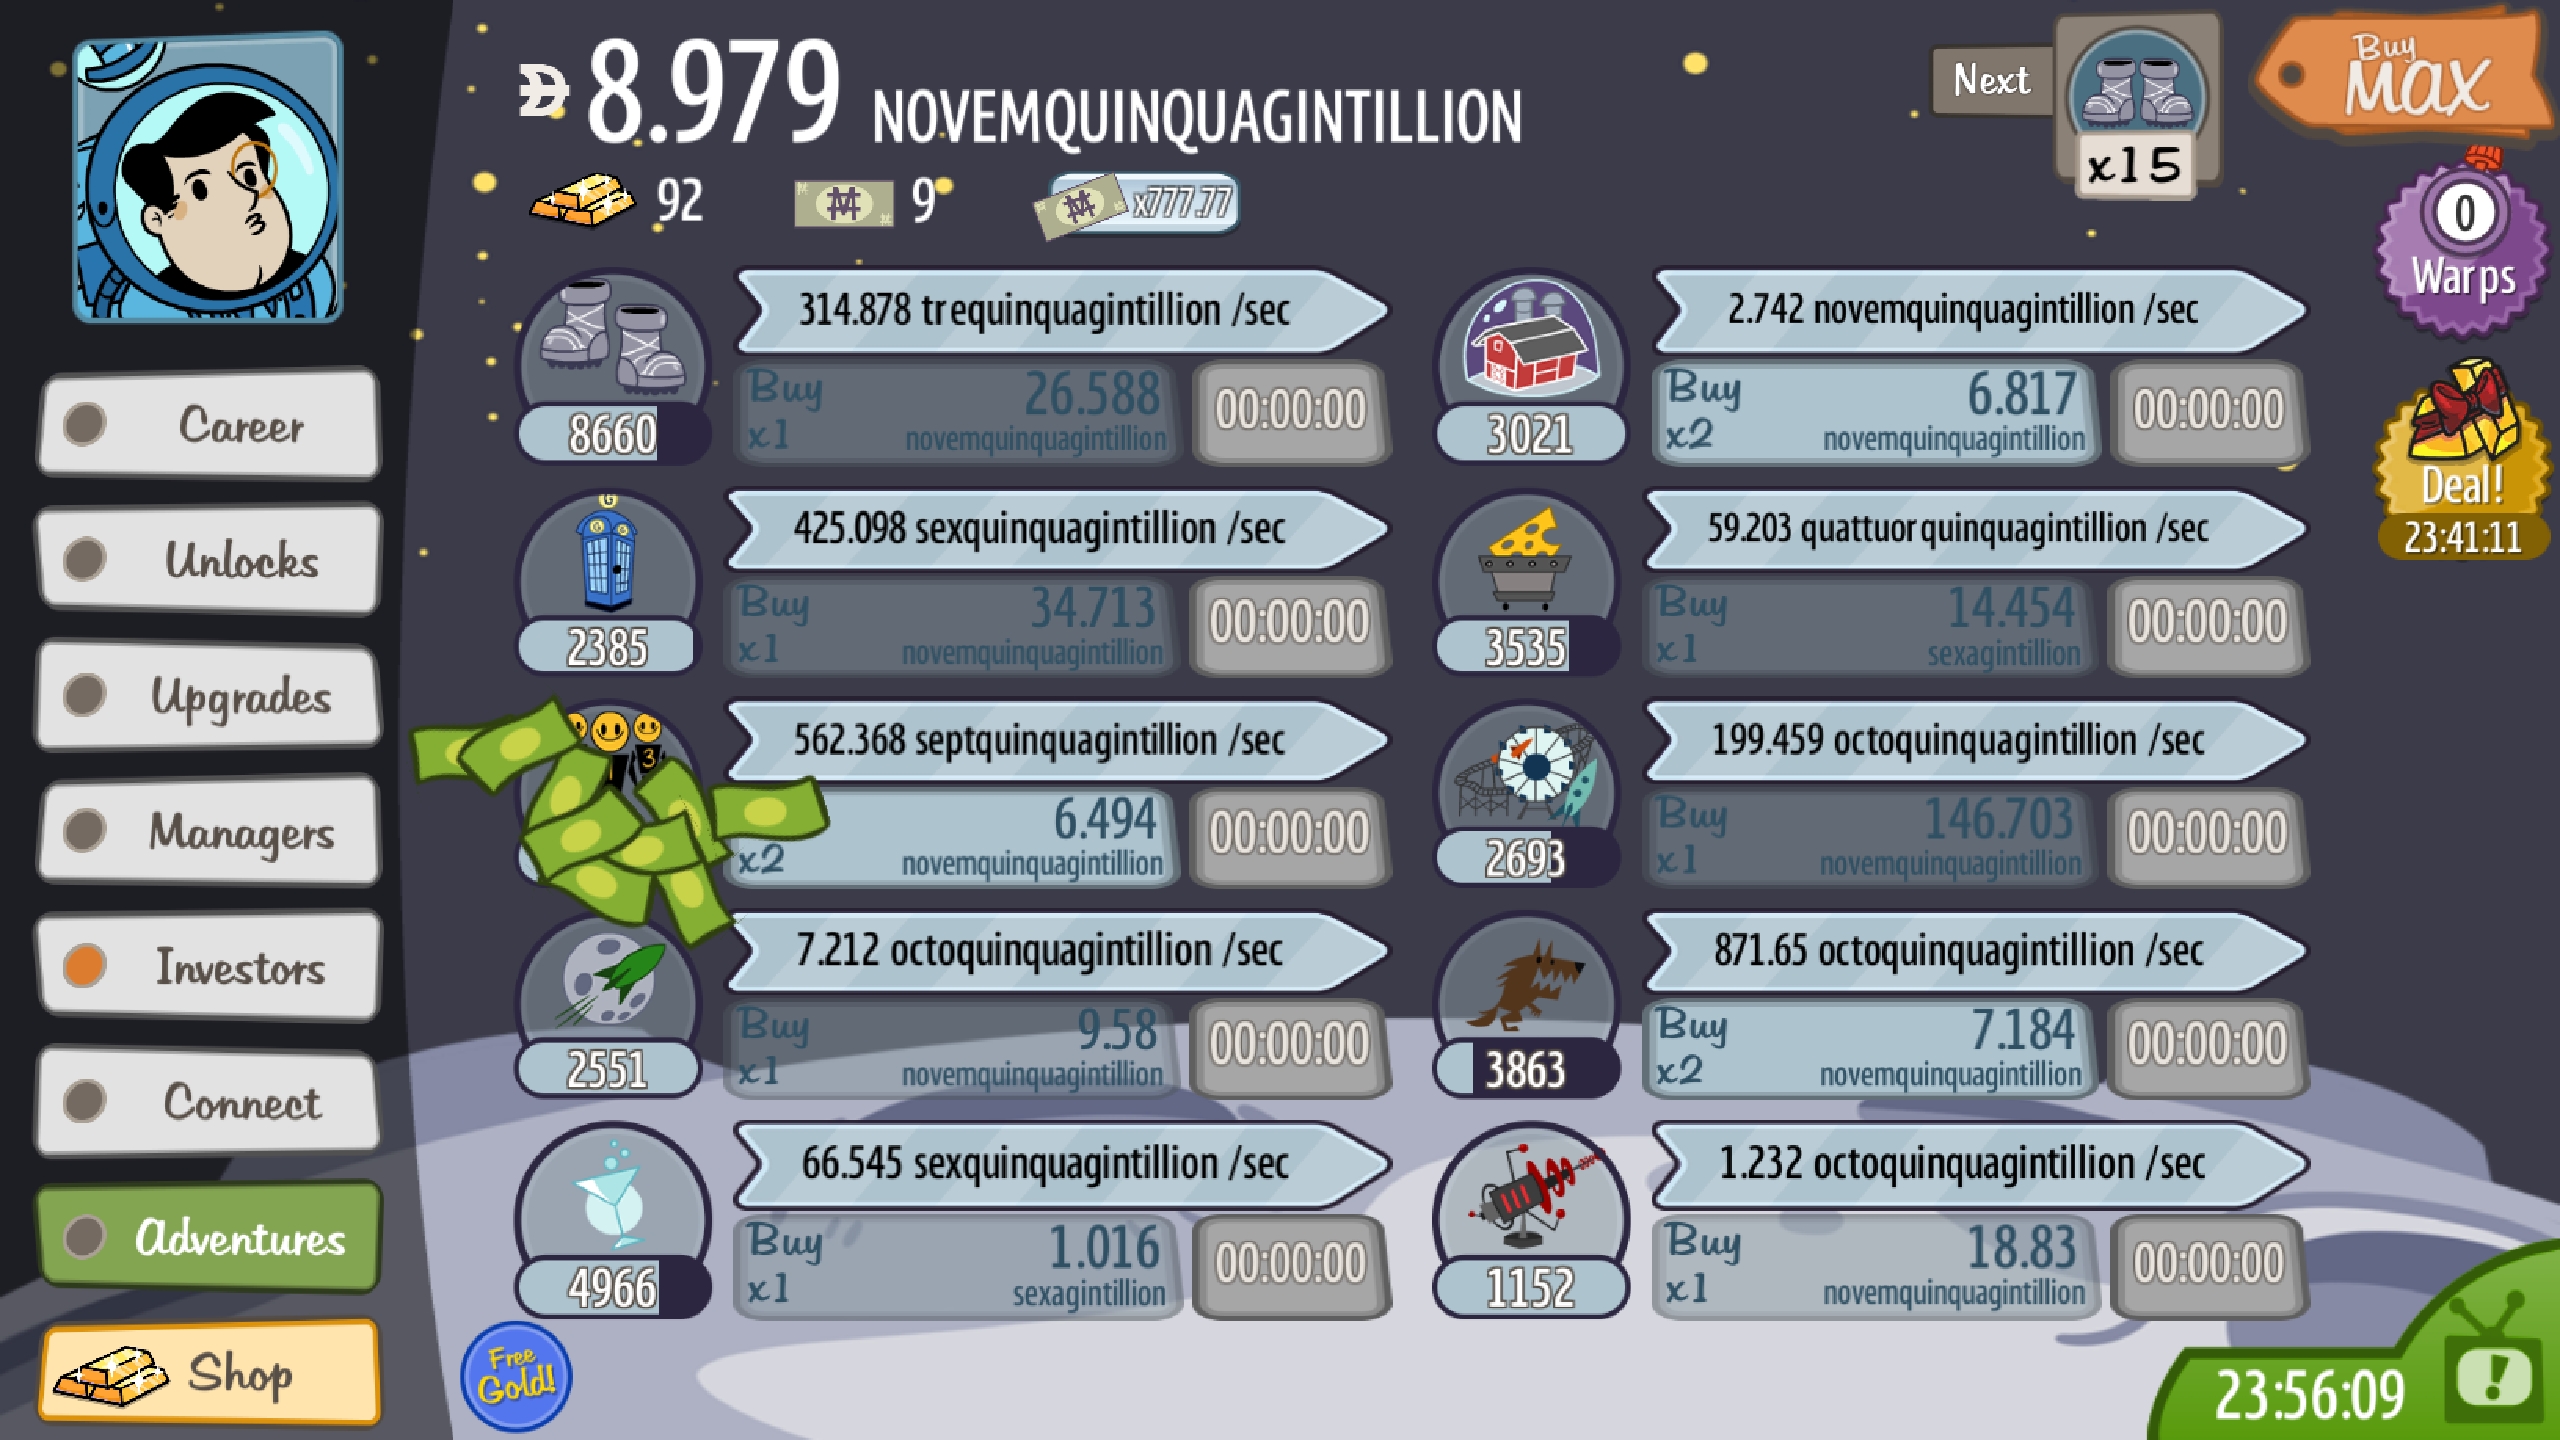 8.979 NOVEMQUINQUAGINTILLION
92
9
x777.77
Next
x15
Buy
MAX
0
Warps
Deal!
23:41:11
Career
Unlocks
Upgrades
Managers
Investors
Connect
Adventures
Shop
314.878 trequinquagintillion /sec
8660
Buy
x1
26.588
novemquinquagintillion
00:00:00
2.742 novemquinquagintillion /sec
3021
Buy
x2
6.817
novemquinquagintillion
00:00:00
G
425.098 sexquinquagintillion /sec
2385
Buy
x1
34.713
novemquinquagintillion
00:00:00
59.203 quattuorquinquagintillion /sec
3535
Buy
x1
14.454
sexagintillion
00:00:00
3
562.368 septquinquagintillion /sec
x2
6.494
novemquinquagintillion
00:00:00
199.459 octoquinquagintillion /sec
2693
Buy
x1
146.703
novemquinquagintillion
00:00:00
7.212 octoquinquagintillion /sec
2551
Buy
x1
9.58
novemquinquagintillion
00:00:00
871.65 octoquinquagintillion /sec
3863
Buy
x2
7.184
novemquinquagintillion
00:00:00
66.545 sexquinquagintillion /sec
4966
Buy
x1
1.016
sexagintillion
00:00:00
1.232 octoquinquagintillion /sec
1152
Buy
x1
18.83
novemquinquagintillion
00:00:00
Free
Gold!
23:56:09
!